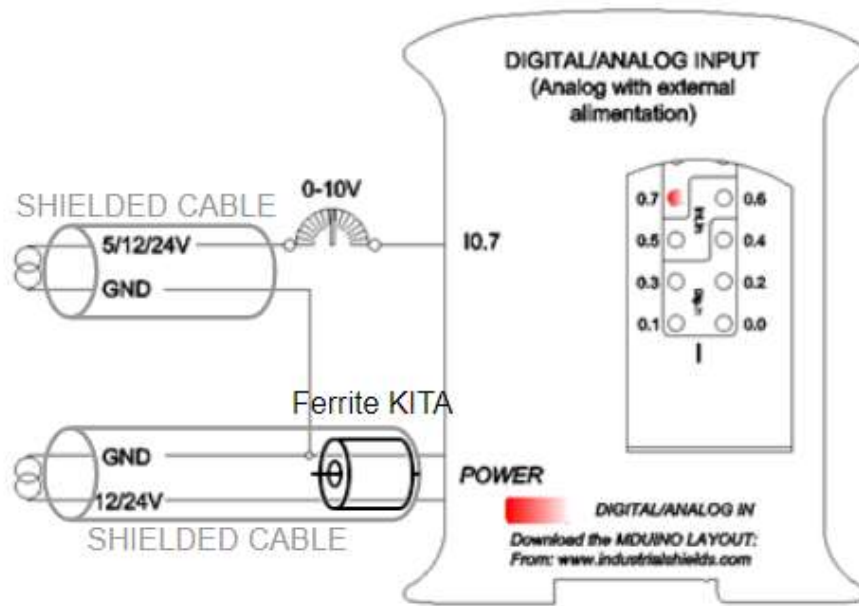 DIGITAL/ANALOG INPUT
(Analog with external
alimentation)
0-10V
SHIELDED CABLE
5/12/24V
GND
I0.7
0.7
0.6
0.5
0.4
0.3
0.2
0.1
0.0
I
Ferrite KITA
GND
12/24V
SHIELDED CABLE
POWER
DIGITAL/ANALOG IN
Download the MDUINO LAYOUT:
From: www.industrialshields.com